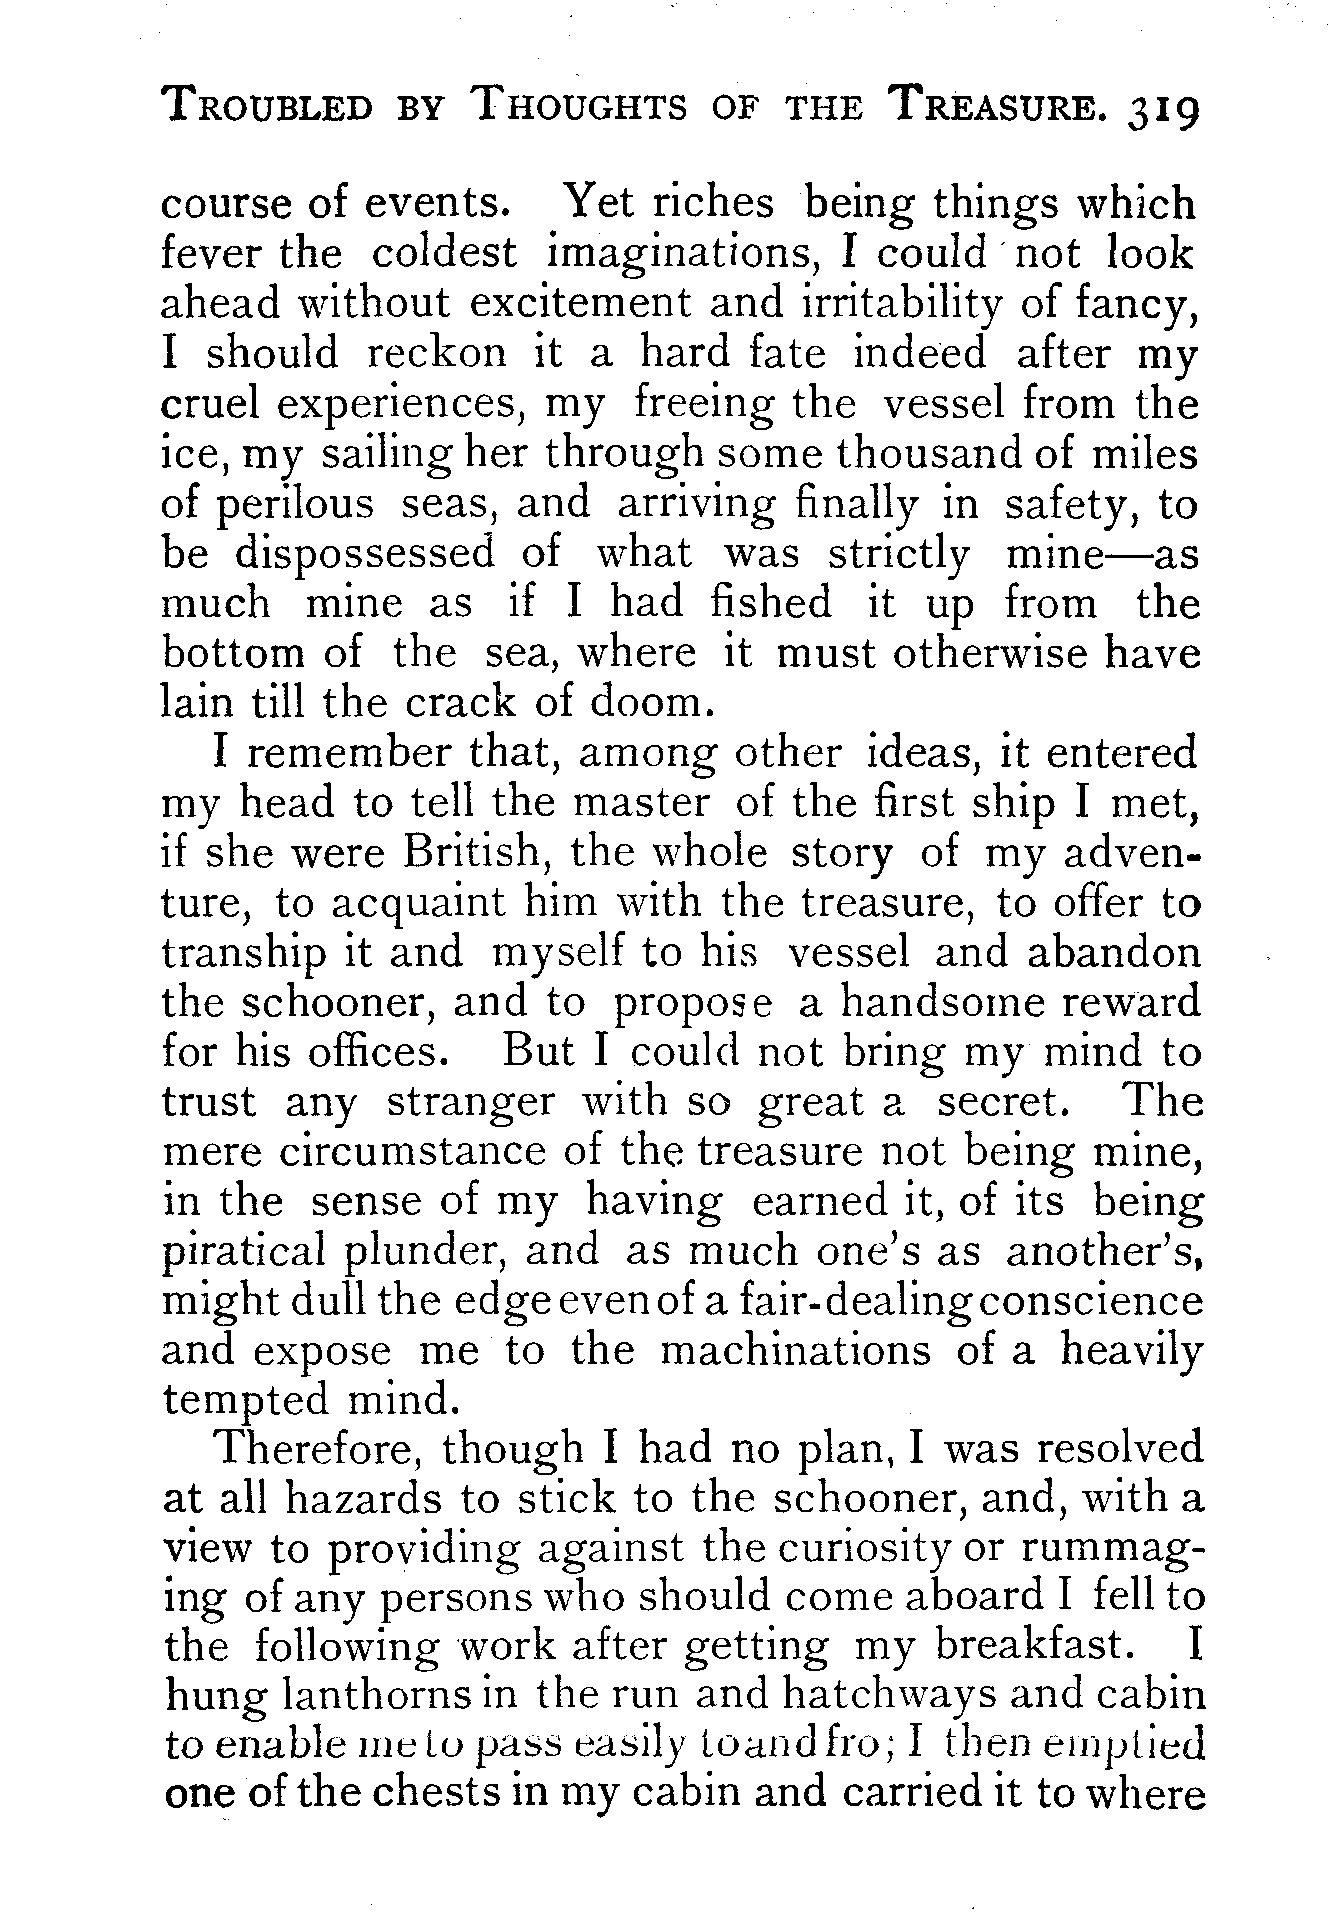 TROUBLED BY THOUGHTS OF THE TREASURE. 319
course of events. Yet riches being things which
fever the coldest imaginations, I could not look
ahead without excitement and irritability of fancy,
I should reckon it a hard fate indeed after my
cruel experiences, my freeing the vessel from the
ice, my sailing her through some thousand of miles
of perilous seas, and arriving finally in safety, to
be dispossessed of what was strictly mine—as
much mine as if I had fished it up from the
bottom of the sea, where it must otherwise have
lain till the crack of doom.
I remember that, among other ideas, it entered
my head to tell the master of the first ship I met,
if she were British, the whole story of my adven-
ture, to acquaint him with the treasure, to offer to
tranship it and myself to his vessel and abandon
the schooner, and to propose a handsome reward
for his offices. But I could not bring my mind to
trust any stranger with so great a secret. The
mere circumstance of the treasure not being mine,
in the sense of my having earned it, of its being
piratical plunder, and as much one's as another's,
might dull the edge even of a fair-dealing conscience
and expose me to the machinations of a heavily
tempted mind.
Therefore, though I had no plan, I was resolved
at all hazards to stick to the schooner, and, with a
view to providing against the curiosity or rummag-
ing of any persons who should come aboard I fell to
the following work after getting my breakfast. I
hung lanthorns in the run and hatchways and cabin
to enable me to pass easily to and fro; I then emptied
one of the chests in my cabin and carried it to where